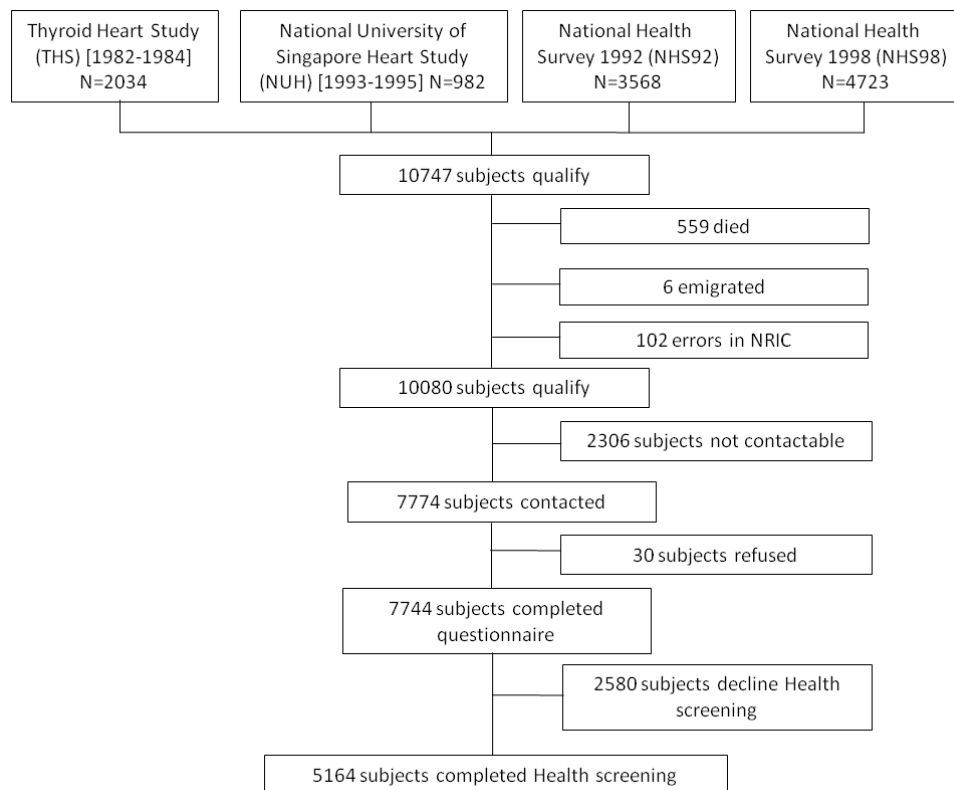 Thyroid Heart Study
(THS) [1982-1984]
N=2034
National University of
Singapore Heart Study
(NUH) [1993-1995] N=982
National Health
Survey 1992 (NHS92)
N=3568
National Health
Survey 1998 (NHS98)
N=4723
10747 subjects qualify
559 died
6 emigrated
102 errors in NRIC
10080 subjects qualify
2306 subjects not contactable
7774 subjects contacted
30 subjects refused
7744 subjects completed
questionnaire
2580 subjects decline Health
screening
5164 subjects completed Health screening